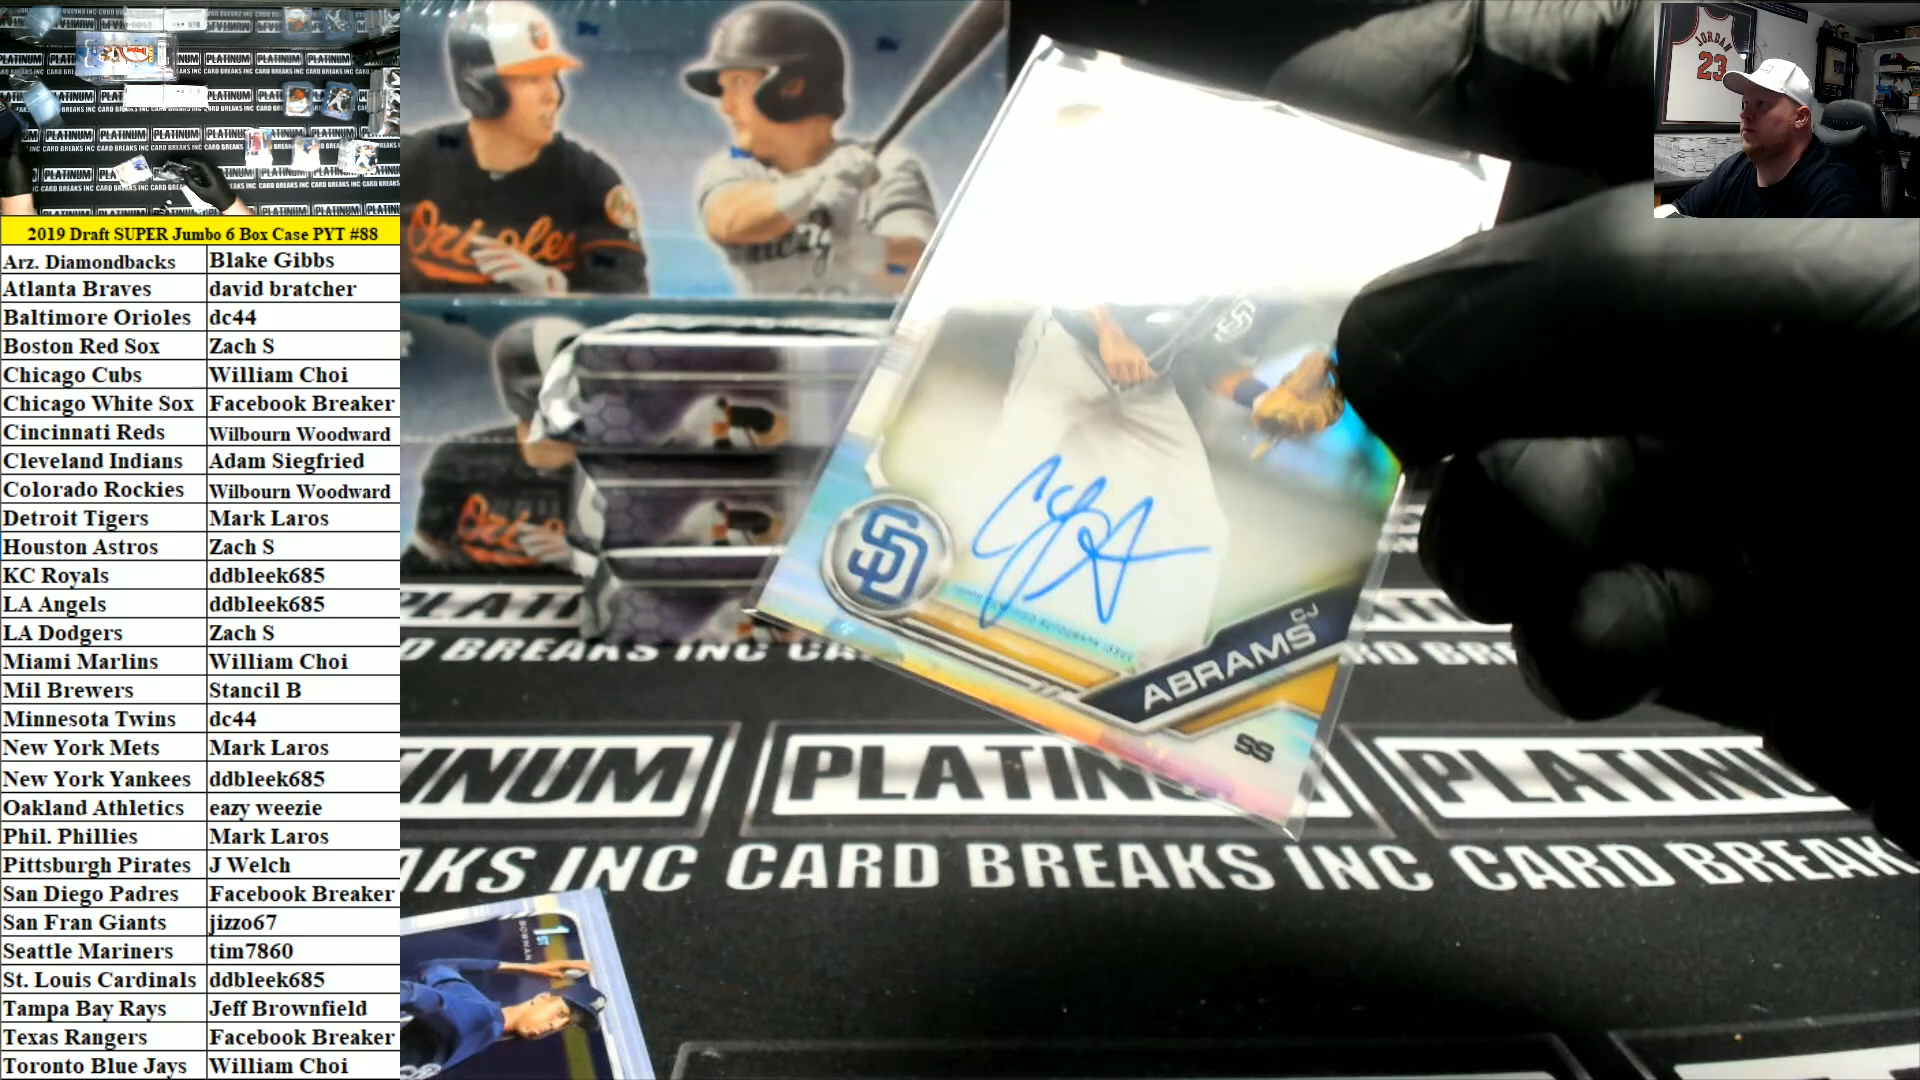 2019 Draft SUPER Jumbo 6 Box Case PYT #88
Arz. Diamondbacks Blake Gibbs
Atlanta Braves david bratcher
Baltimore Orioles dc44
Boston Red Sox Zach S
Chicago Cubs William Choi
Chicago White Sox Facebook Breaker
Cincinnati Reds Wilbourn Woodward
Cleveland Indians Adam Siegfried
Colorado Rockies Wilbourn Woodward
Detroit Tigers Mark Laros
Houston Astros Zach S
KC Royals ddbleek685
LA Angels ddbleek685
LA Dodgers Zach S
Miami Marlins William Choi
Mil Brewers Stancil B
Minnesota Twins dc44
New York Mets Mark Laros
New York Yankees ddbleek685
Oakland Athletics eazy weezie
Phil. Phillies Mark Laros
Pittsburgh Pirates J Welch
San Diego Padres Facebook Breaker
San Fran Giants jizzo67
Seattle Mariners tim7860
St. Louis Cardinals ddbleek685
Tampa Bay Rays Jeff Brownfield
Texas Rangers Facebook Breaker
Toronto Blue Jays William Choi
Orioles
JORDAN
23
SD
CJ
ABRAMS
SS
PLATINUM
CARD BREAKS INC CARD BREAKS
1ST
BOWMAN